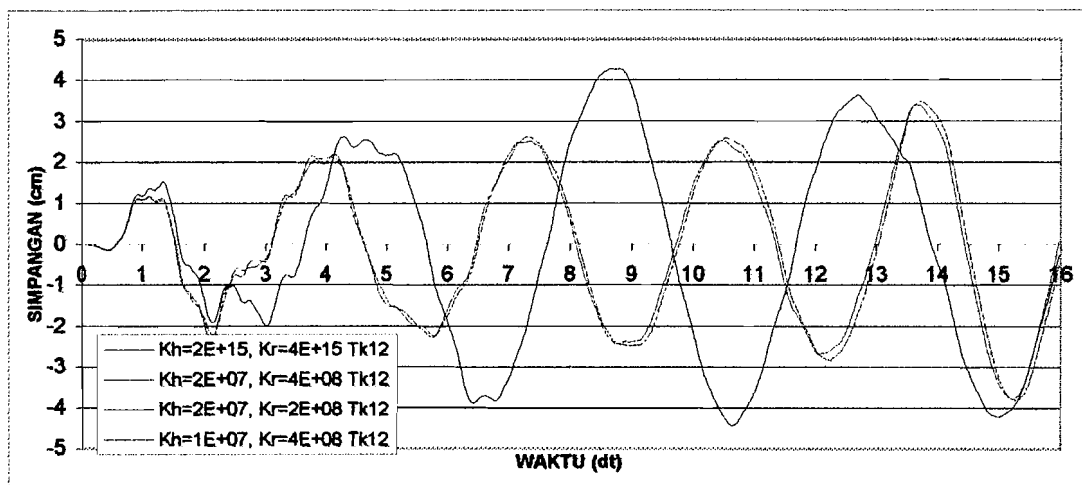 5
4
3
2
1
0
-1
-2
-3
-4
-5
SIMPANGAN (cm)
0 1 2 3 4 5 6 7 8 9 10 11 12 13 14 15 16
Kh=2E+15, Kr=4E+15 Tk12
Kh=2E+07, Kr=4E+08 Tk12
Kh=2E+07, Kr=2E+08 Tk12
Kh=1E+07, Kr=4E+08 Tk12
WAKTU (dt)